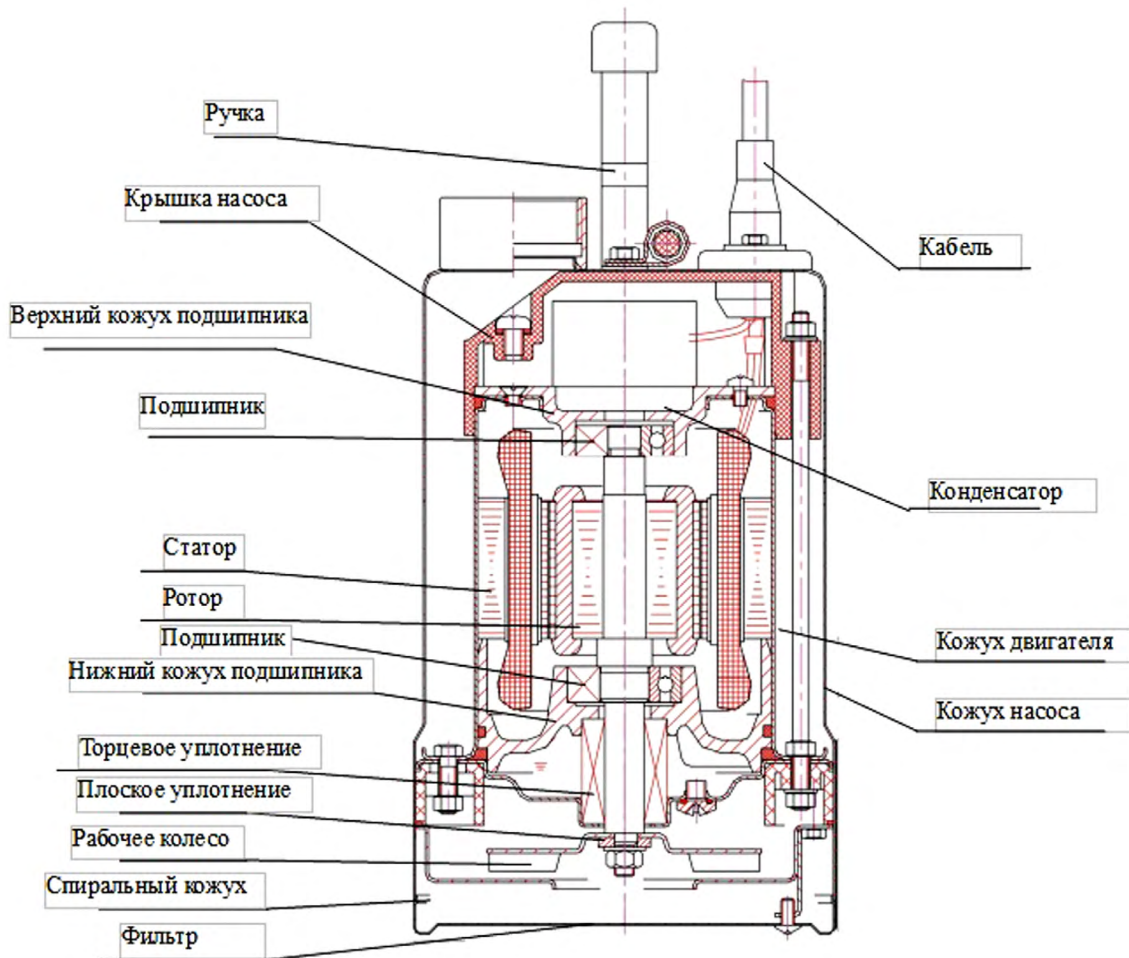 Ручка
Крышка насоса
Кабель
Верхний кожух подшипника
Подшипник
Конденсатор
Статор
Ротор
Подшипник
Кожух двигателя
Нижний кожух подшипника
Кожух насоса
Торцевое уплотнение
Плоское уплотнение
Рабочее колесо
Спиральный кожух
Фильтр